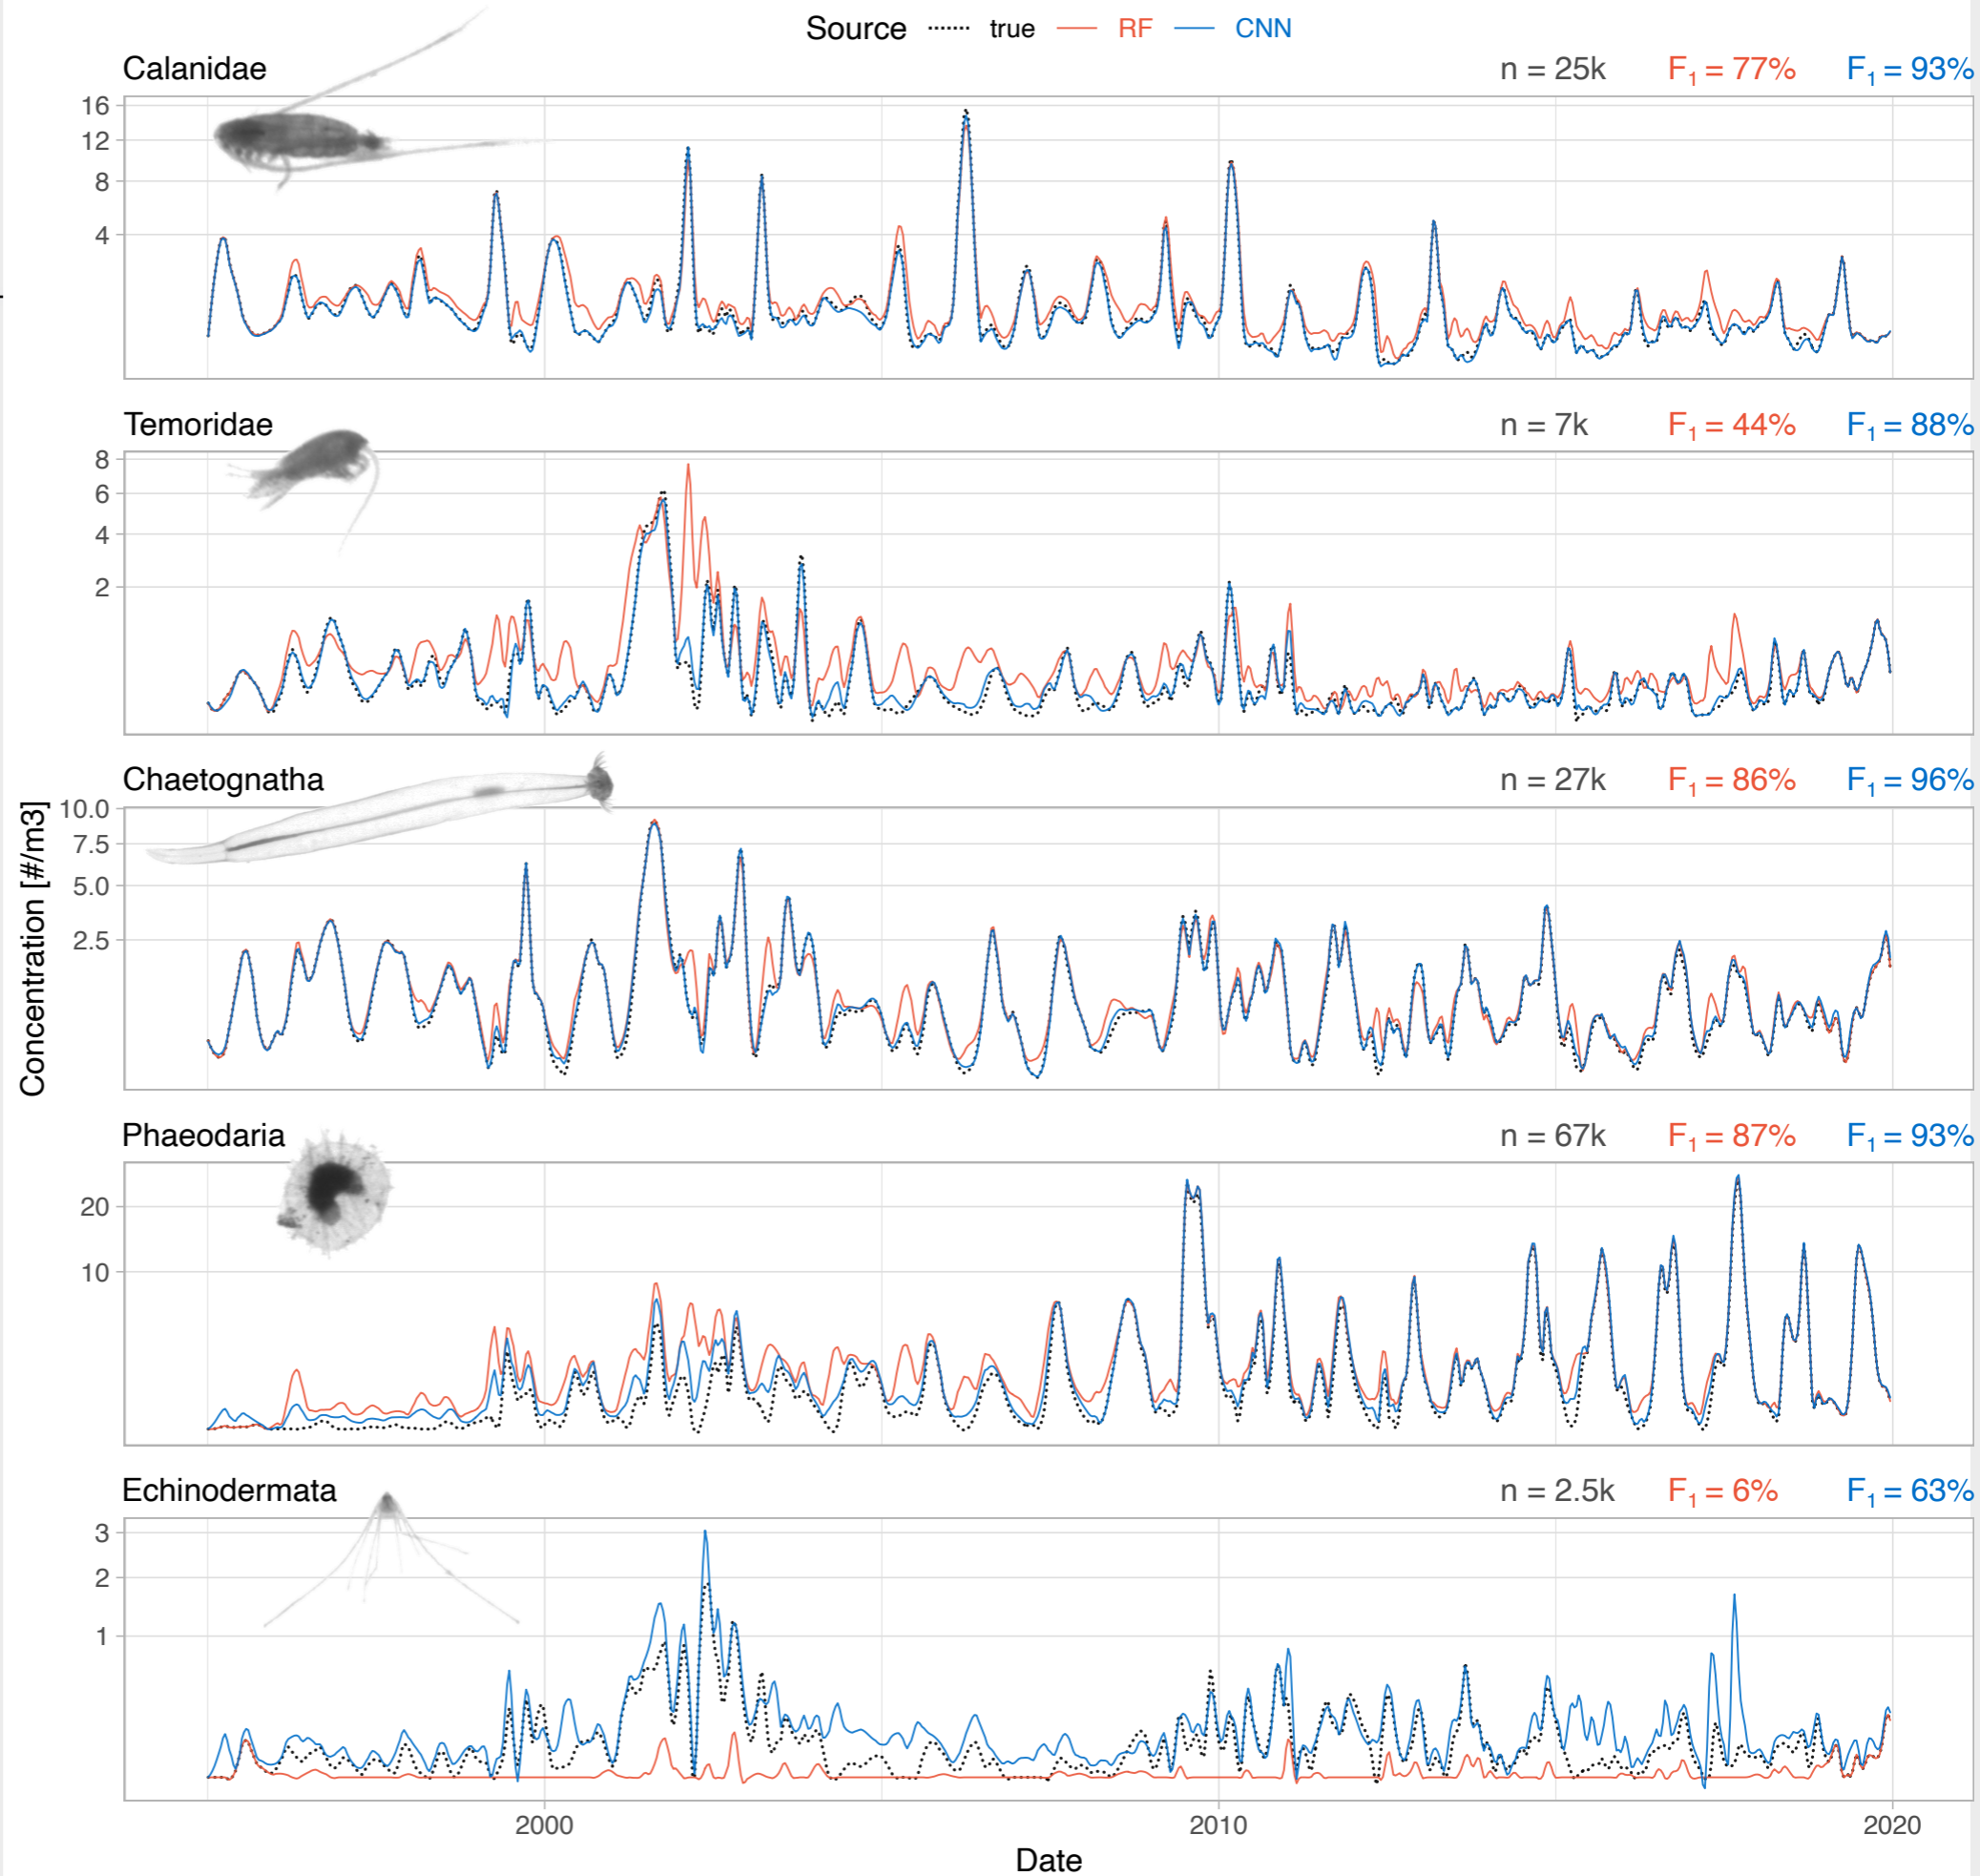 Source true RF CNN
Calanidae n = 25k F₁ = 77% F₁ = 93%
16
12
8
4
Temoridae n = 7k F₁ = 44% F₁ = 88%
8
6
4
2
Chaetognatha n = 27k F₁ = 86% F₁ = 96%
10.0
7.5
5.0
2.5
Concentration [#/m3]
Phaeodaria n = 67k F₁ = 87% F₁ = 93%
20
10
Echinodermata n = 2.5k F₁ = 6% F₁ = 63%
3
2
1
2000 2010 2020
Date